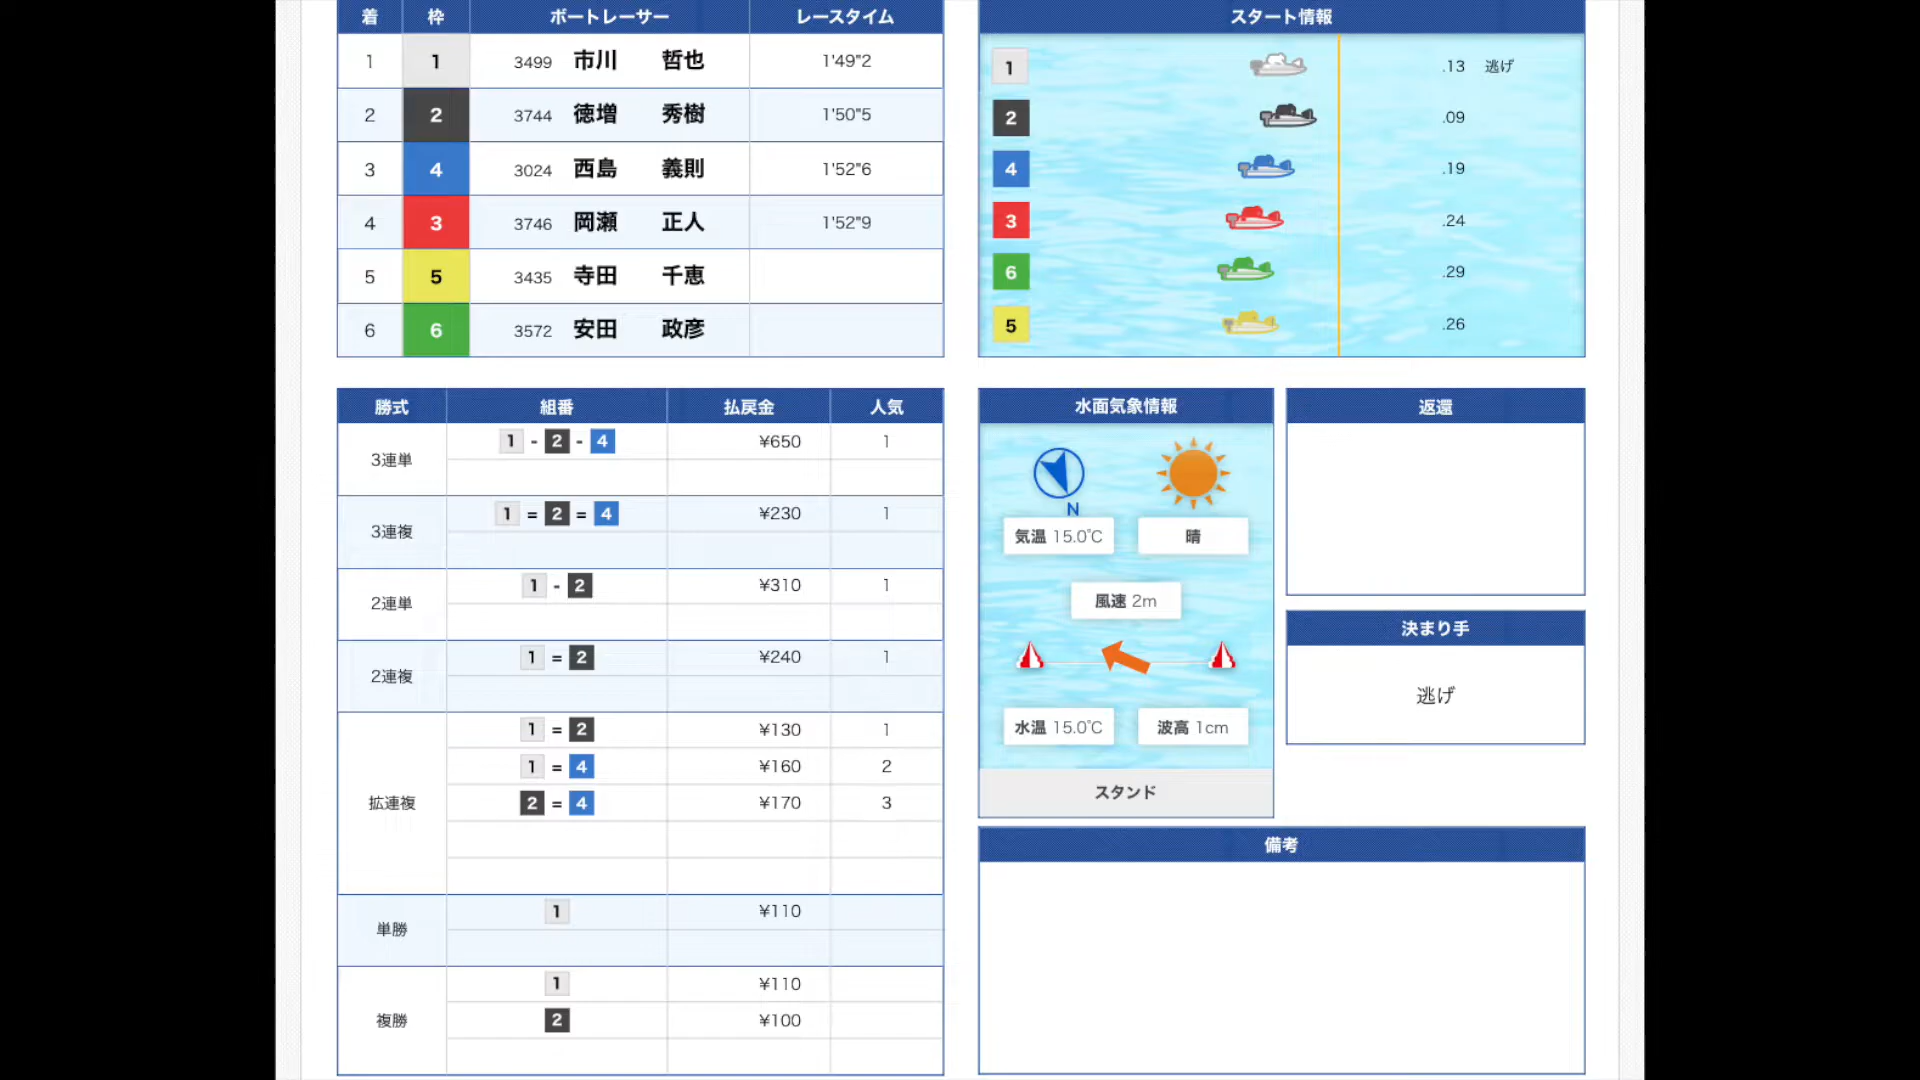 着 枠 ボートレーサー レースタイム
1 1 3499 市川 哲也 1'49"2
2 2 3744 徳増 秀樹 1'50"5
3 4 3024 西島 義則 1'52"6
4 3 3746 岡瀬 正人 1'52"9
5 5 3435 寺田 千恵
6 6 3572 安田 政彦
スタート情報
1 .13 逃げ
2 .09
4 .19
3 .24
6 .29
5 .26
勝式 組番 払戻金 人気
3連単 1 - 2 - 4 ¥650 1
3連複 1 = 2 = 4 ¥230 1
2連単 1 - 2 ¥310 1
2連複 1 = 2 ¥240 1
拡連複 1 = 2 ¥130 1
1 = 4 ¥160 2
2 = 4 ¥170 3
単勝 1 ¥110
複勝 1 ¥110
2 ¥100
水面気象情報
N
気温 15.0℃ 晴
風速 2m
水温 15.0℃ 波高 1cm
スタンド
返還
決まり手
逃げ
備考